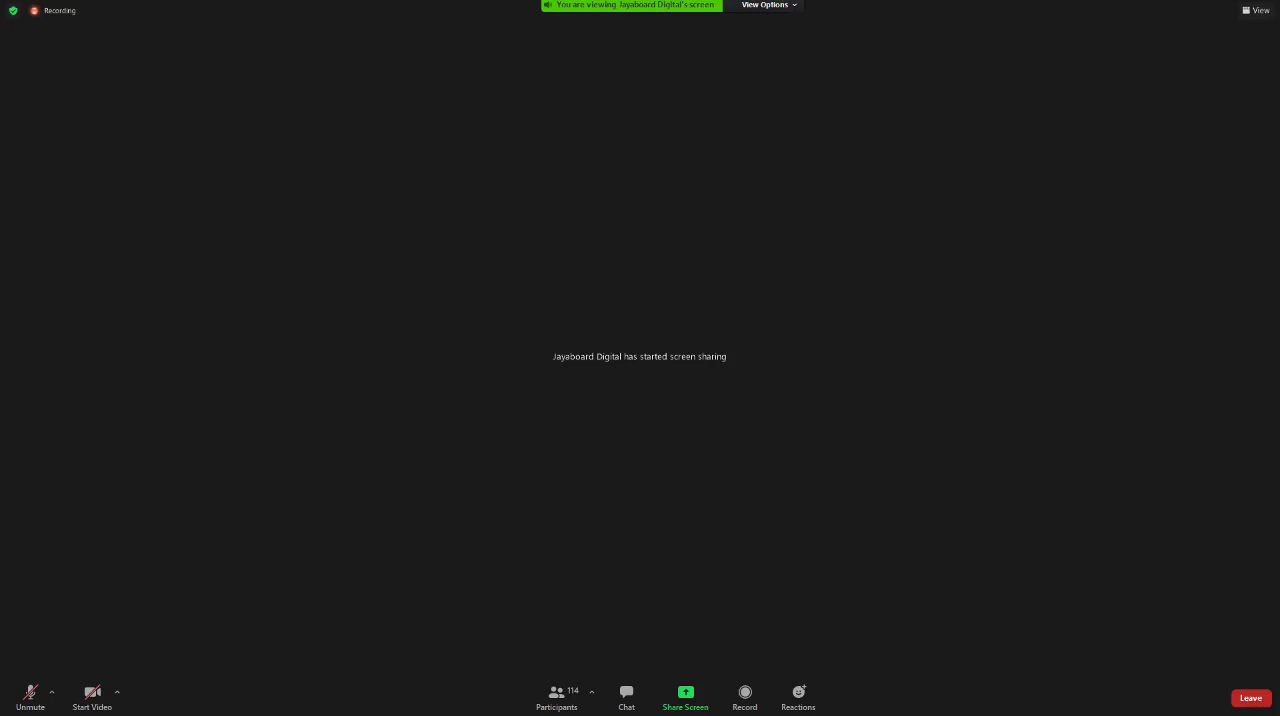 Recording
You are viewing Jayaboard Digital's screen
View Options
View
Jayaboard Digital has started screen sharing
Unmute
Start Video
114
Participants
Chat
Share Screen
Record
Reactions
Leave